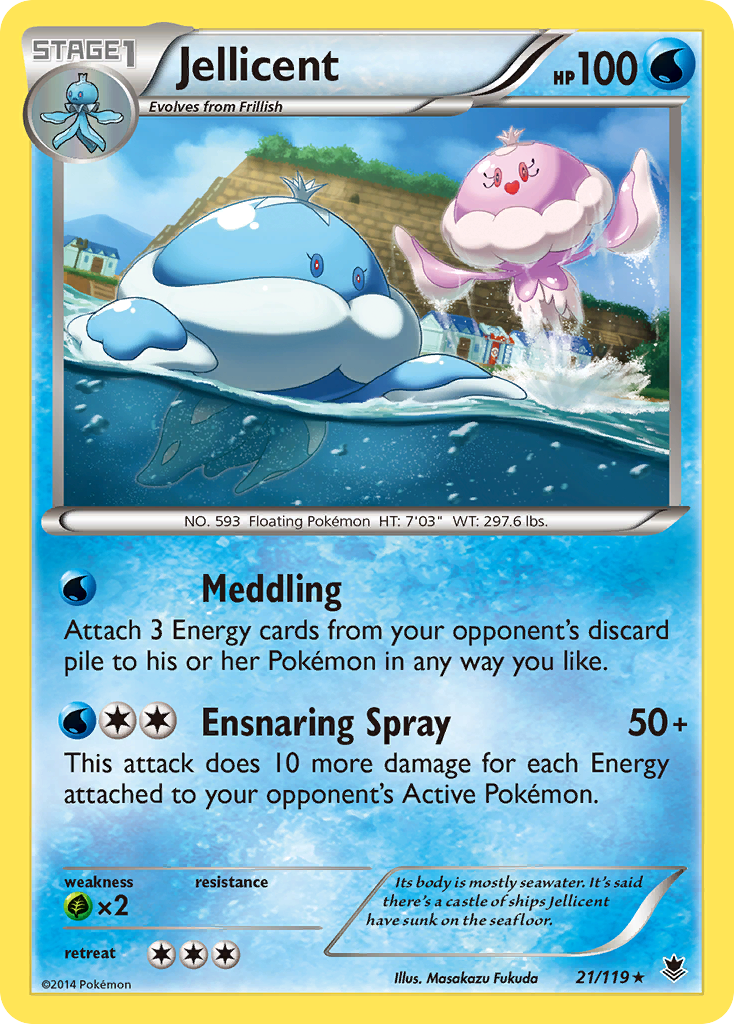 STAGE1
Jellicent
HP100
Evolves from Frillish
NO. 593 Floating Pokémon HT: 7'03" WT: 297.6 lbs.
Meddling
Attach 3 Energy cards from your opponent's discard
pile to his or her Pokémon in any way you like.
Ensnaring Spray 50+
This attack does 10 more damage for each Energy
attached to your opponent's Active Pokémon.
weakness resistance
×2
Its body is mostly seawater. It's said
there's a castle of ships Jellicent
have sunk on the seafloor.
retreat
©2014 Pokémon
Illus. Masakazu Fukuda
21/119★